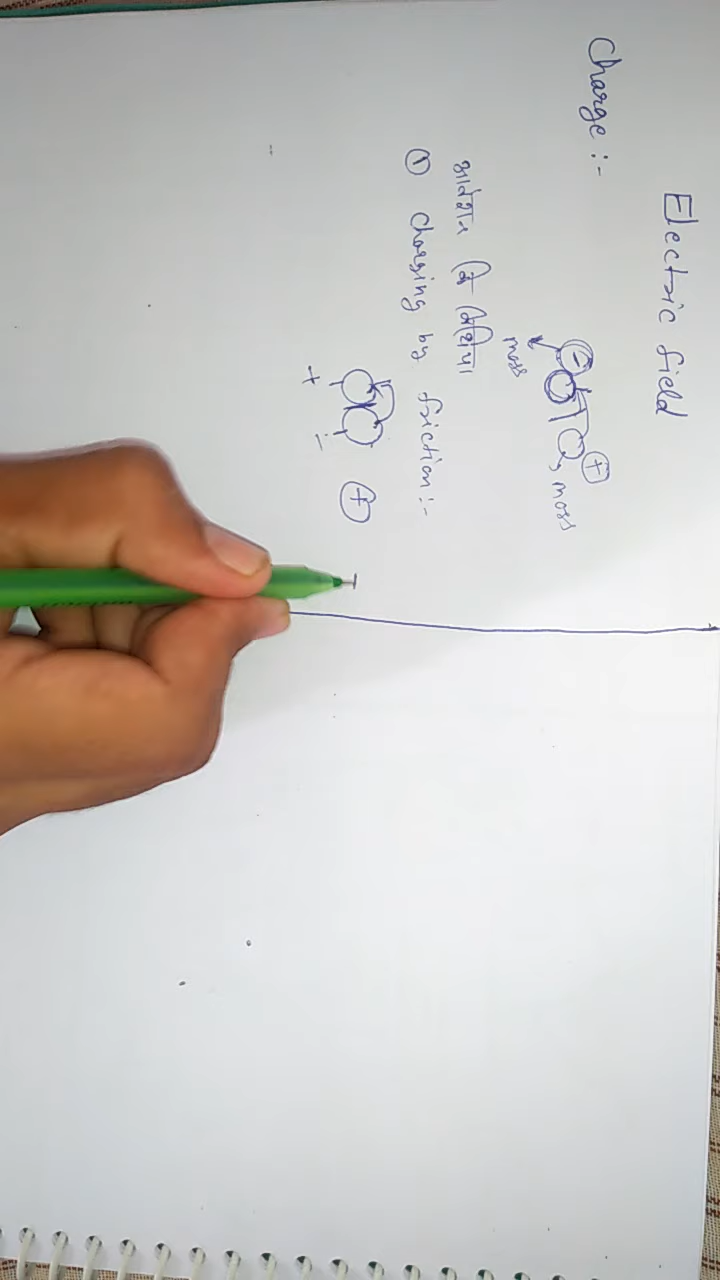 Electric field
Charge :-
⊖ ⊕
mass mass
आवेशन की विधियां
① Charging by friction:-
+ - ⊕